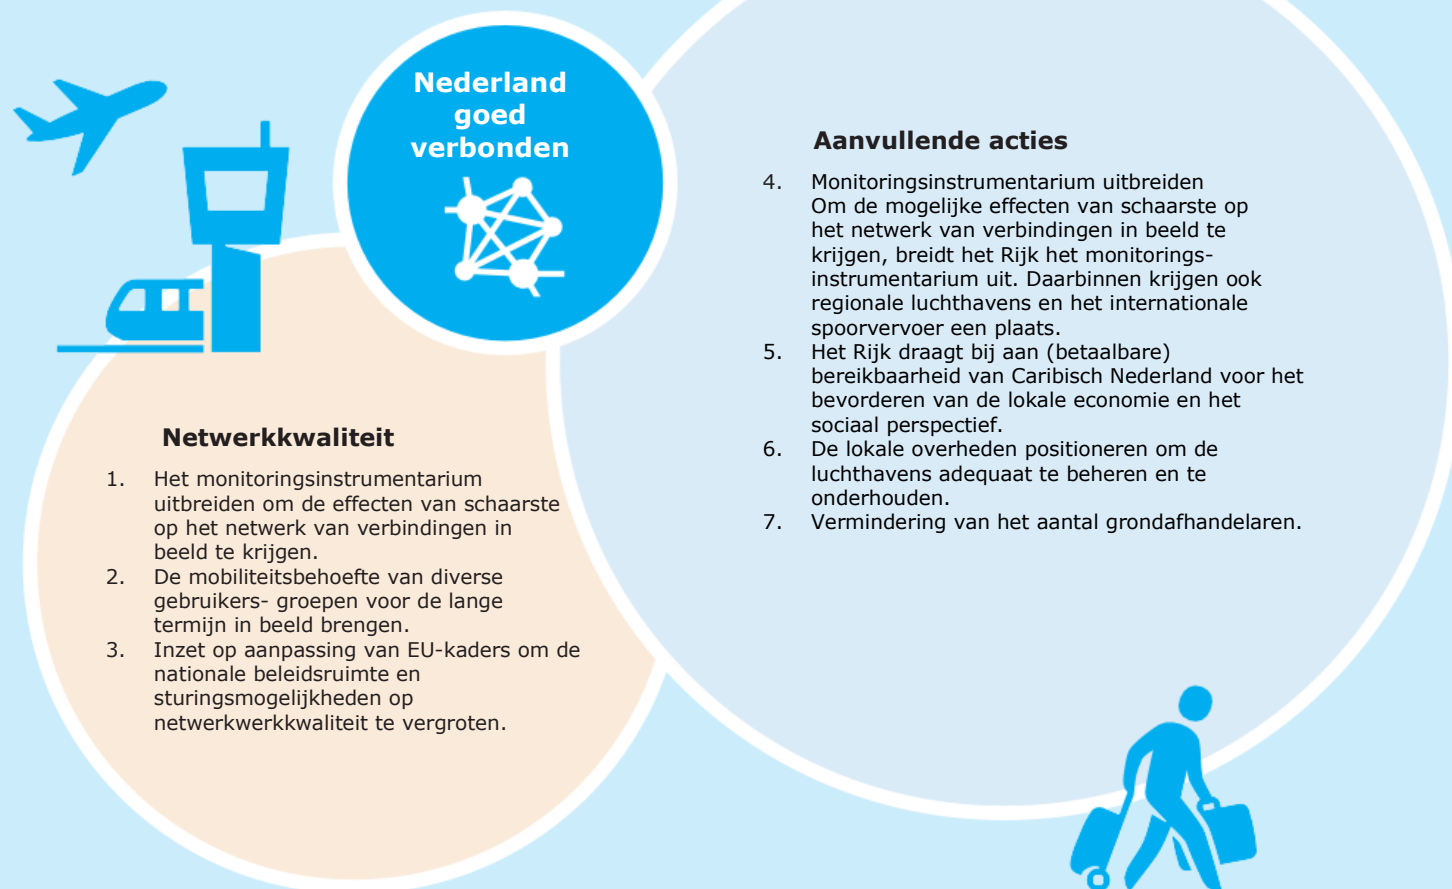 Nederland
goed
verbonden
Netwerkkwaliteit
1. Het monitoringsinstrumentarium
uitbreiden om de effecten van schaarste
op het netwerk van verbindingen in
beeld te krijgen.
2. De mobiliteitsbehoefte van diverse
gebruikers- groepen voor de lange
termijn in beeld brengen.
3. Inzet op aanpassing van EU-kaders om de
nationale beleidsruimte en
sturingsmogelijkheden op
netwerkwerkkwaliteit te vergroten.
Aanvullende acties
4. Monitoringsinstrumentarium uitbreiden
Om de mogelijke effecten van schaarste op
het netwerk van verbindingen in beeld te
krijgen, breidt het Rijk het monitorings-
instrumentarium uit. Daarbinnen krijgen ook
regionale luchthavens en het internationale
spoorvervoer een plaats.
5. Het Rijk draagt bij aan (betaalbare)
bereikbaarheid van Caribisch Nederland voor het
bevorderen van de lokale economie en het
sociaal perspectief.
6. De lokale overheden positioneren om de
luchthavens adequaat te beheren en te
onderhouden.
7. Vermindering van het aantal grondafhandelaren.